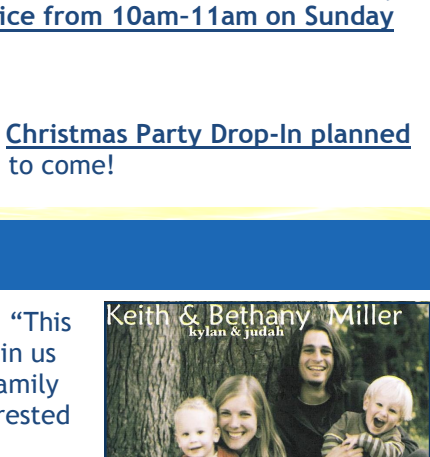 ice from 10am-11am on Sunday
Christmas Party Drop-In planned
to come!
"This
in us
amily
rested
Keith & Bethany Miller
kylan & judah